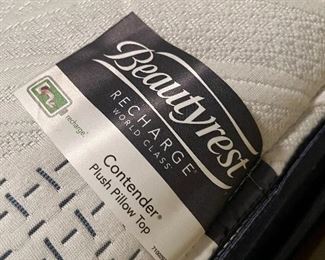 Beautyrest®
RECHARGE®
WORLD CLASS®
recharge®
Contender®
Plush Pillow Top